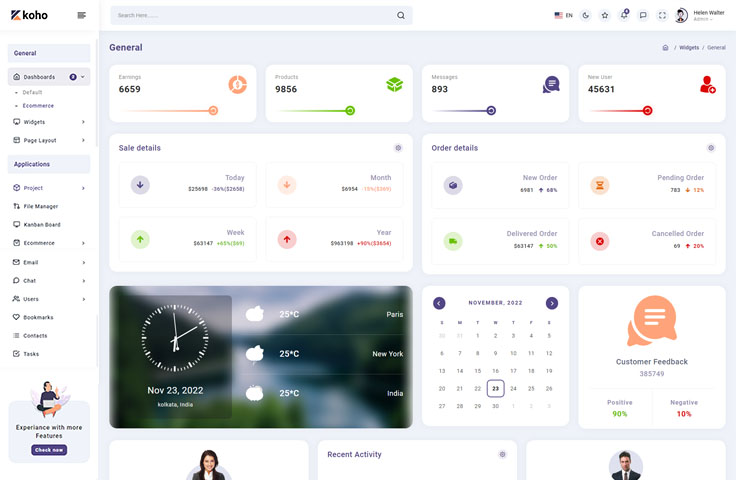 koho
Search Here ......
EN
4
Helen Walter
Admin
General
Dashboards
Default
Ecommerce
Widgets
Page Layout
Applications
Project
File Manager
Kanban Board
Ecommerce
Email
Chat
Users
Bookmarks
Contacts
Tasks
Experiance with more
Features
Check now
General
/ Widgets / General
Earnings
6659
Products
9856
Messages
893
New User
45631
Sale details
Today
$25698 -36%($2658)
Month
$6954 -15%($369)
Week
$63147 +65%($69)
Year
$963198 +90%($3654)
Order details
New Order
6981 68%
Pending Order
783 12%
Delivered Order
$63147 50%
Cancelled Order
69 20%
Nov 23, 2022
kolkata, India
25°C Paris
25°C New York
25°C India
NOVEMBER, 2022
S M T W T F S
30 31 1 2 3 4 5
6 7 8 9 10 11 12
13 14 15 16 17 18 19
20 21 22 23 24 25 26
27 28 29 30 1 2 3
Customer Feedback
385749
Positive
90%
Negative
10%
Recent Activity